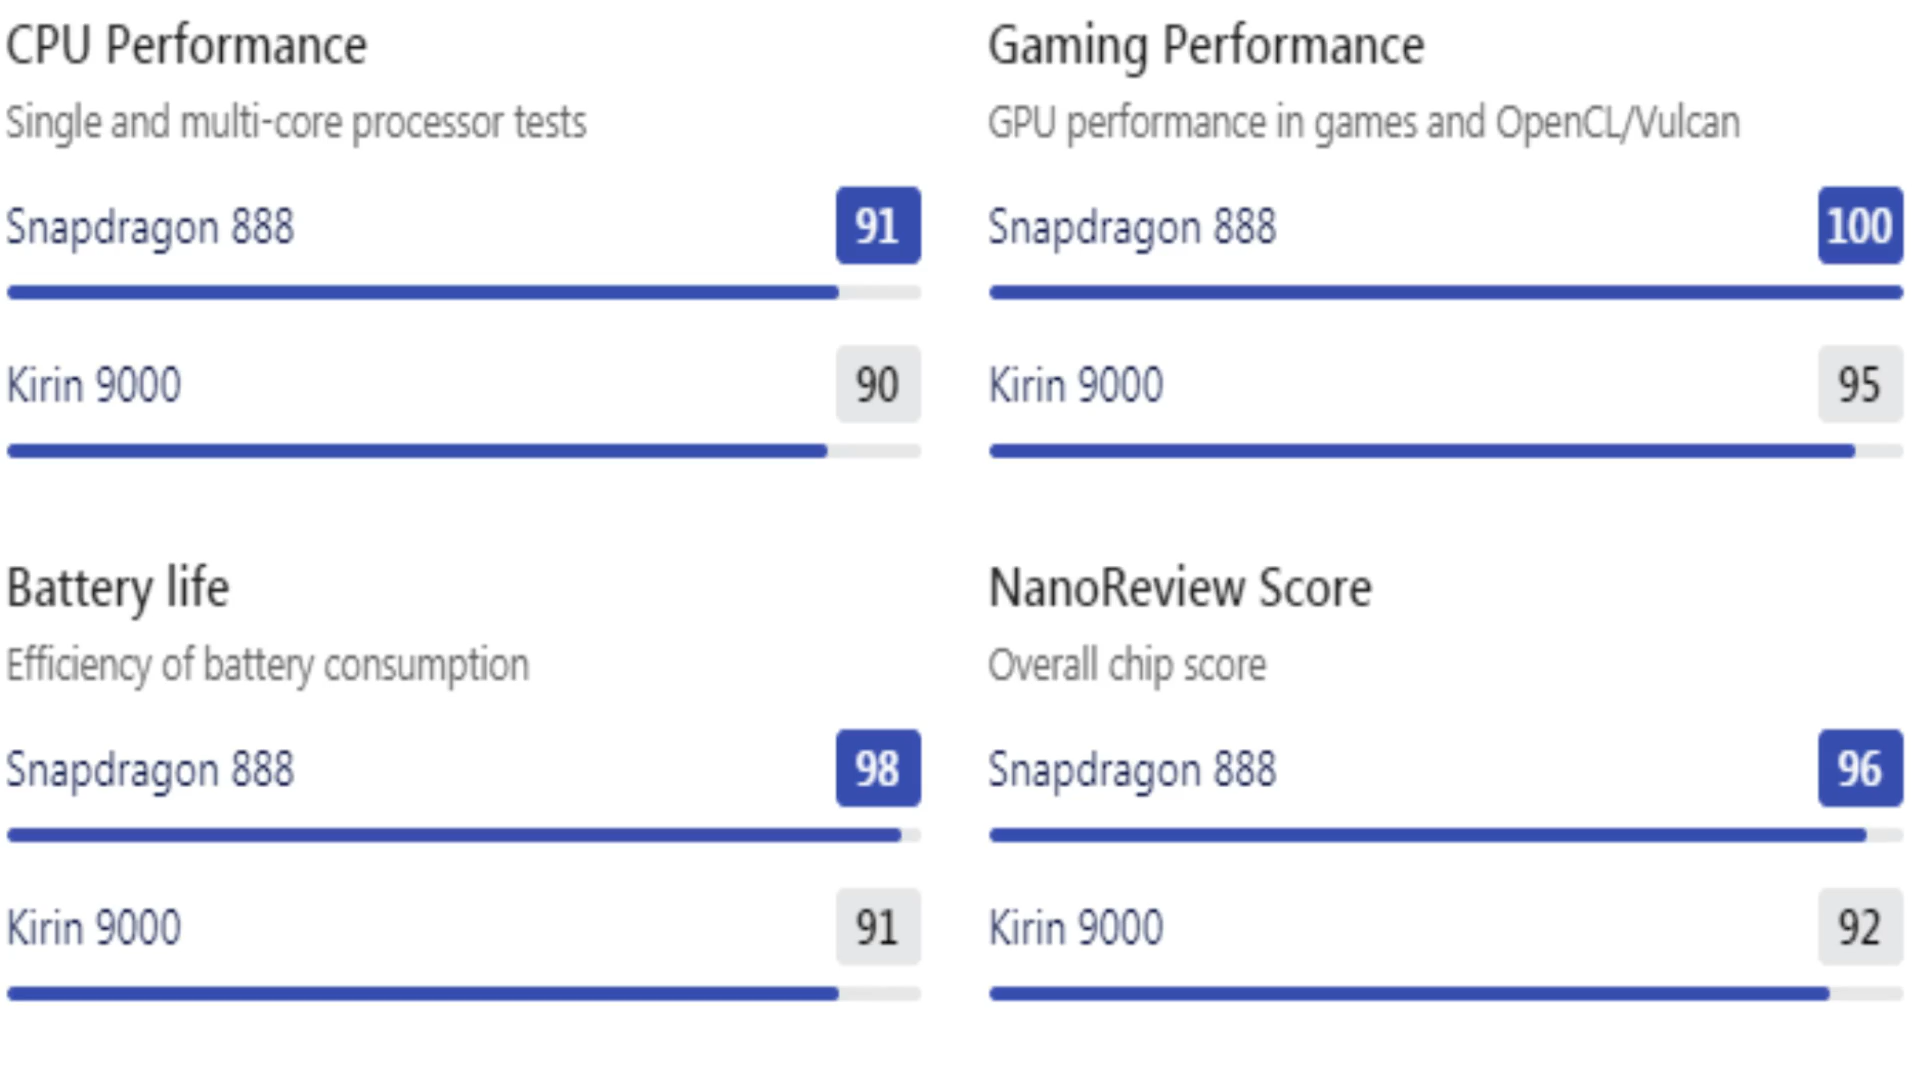 CPU Performance
Single and multi-core processor tests
Snapdragon 888
91
Kirin 9000
90
Gaming Performance
GPU performance in games and OpenCL/Vulcan
Snapdragon 888
100
Kirin 9000
95
Battery life
Efficiency of battery consumption
Snapdragon 888
98
Kirin 9000
91
NanoReview Score
Overall chip score
Snapdragon 888
96
Kirin 9000
92